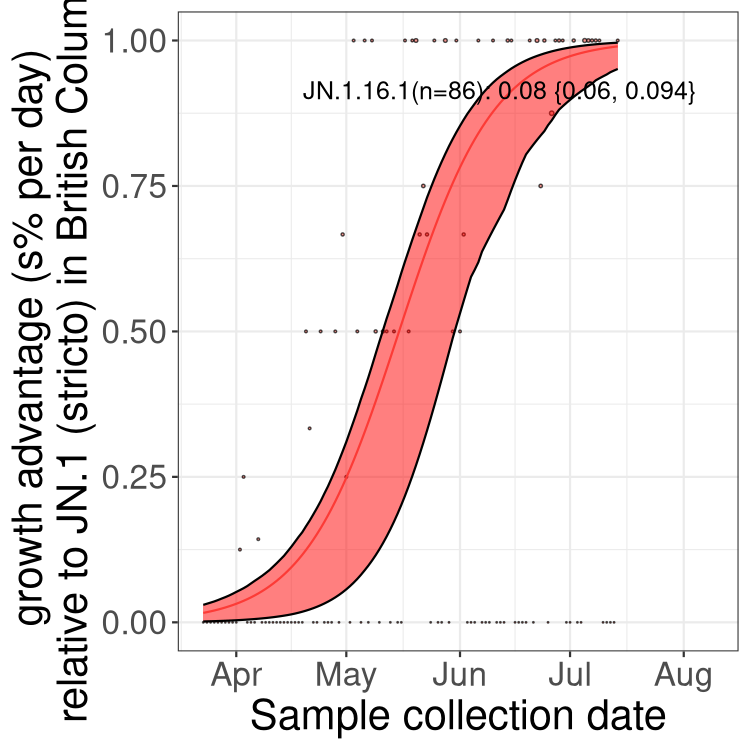 growth advantage (s% per day)
relative to JN.1 (stricto) in British Colum
1.00
0.75
0.50
0.25
0.00
JN.1.16.1(n=86): 0.08 {0.06, 0.094}
Apr May Jun Jul Aug
Sample collection date